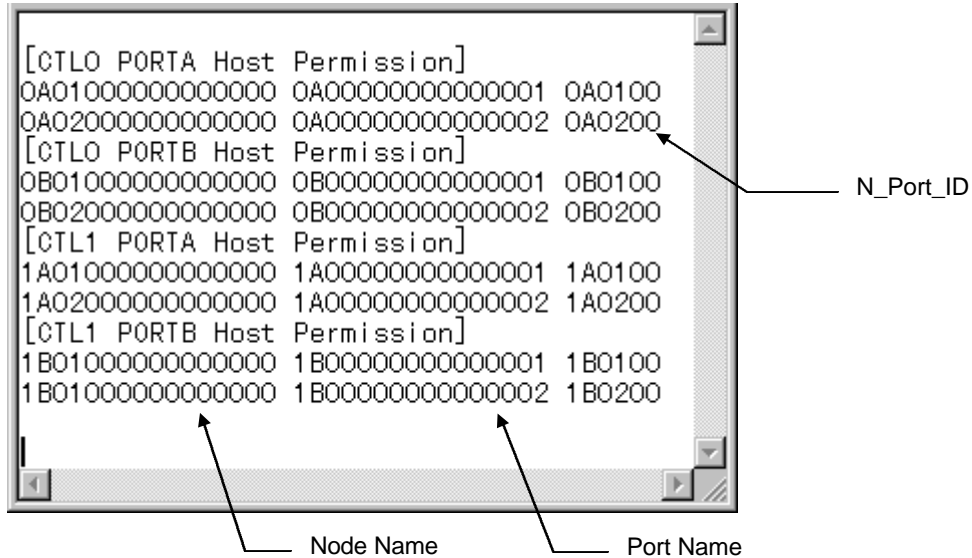 [CTL0 PORTA Host Permission]
0A01000000000000 0A00000000000001 0A0100
0A02000000000000 0A00000000000002 0A0200
[CTL0 PORTB Host Permission]
0B01000000000000 0B00000000000001 0B0100
0B02000000000000 0B00000000000002 0B0200
[CTL1 PORTA Host Permission]
1A01000000000000 1A00000000000001 1A0100
1A02000000000000 1A00000000000002 1A0200
[CTL1 PORTB Host Permission]
1B01000000000000 1B00000000000001 1B0100
1B01000000000000 1B00000000000002 1B0200
N_Port_ID
Node Name
Port Name